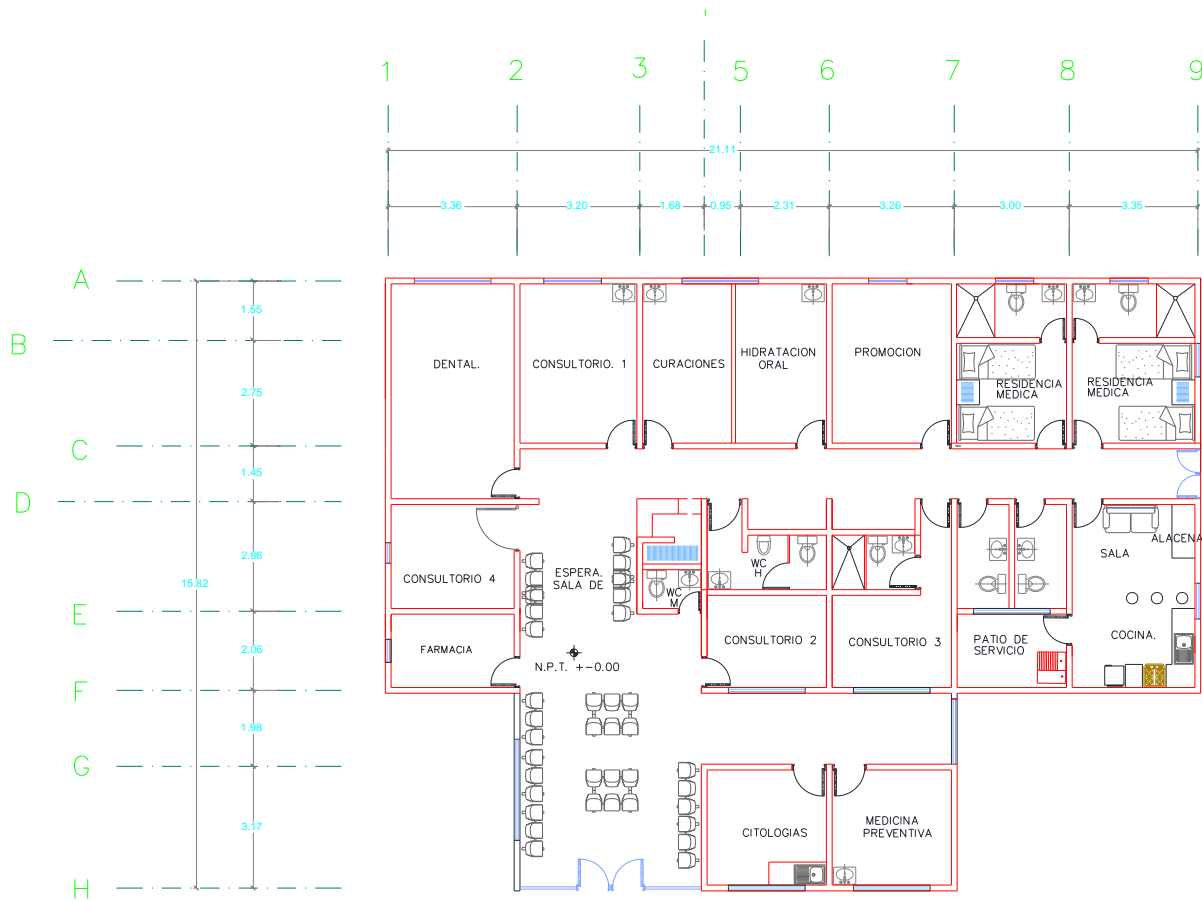 1 2 3 5 6 7 8 9
21.11
3.36 3.20 1.68 0.95 2.31 3.26 3.00 3.35
A
B
C
D
E
F
G
H
1.55
2.75
1.45
2.86
2.06
1.98
3.17
15.82
DENTAL.
CONSULTORIO. 1
CURACIONES
HIDRATACION
ORAL
PROMOCION
RESIDENCIA
MEDICA
RESIDENCIA
MEDICA
CONSULTORIO 4
ESPERA.
SALA DE
WC
M
WC
H
SALA
ALACENA
FARMACIA
N.P.T. +-0.00
CONSULTORIO 2
CONSULTORIO 3
PATIO DE
SERVICIO
COCINA.
CITOLOGIAS
MEDICINA
PREVENTIVA